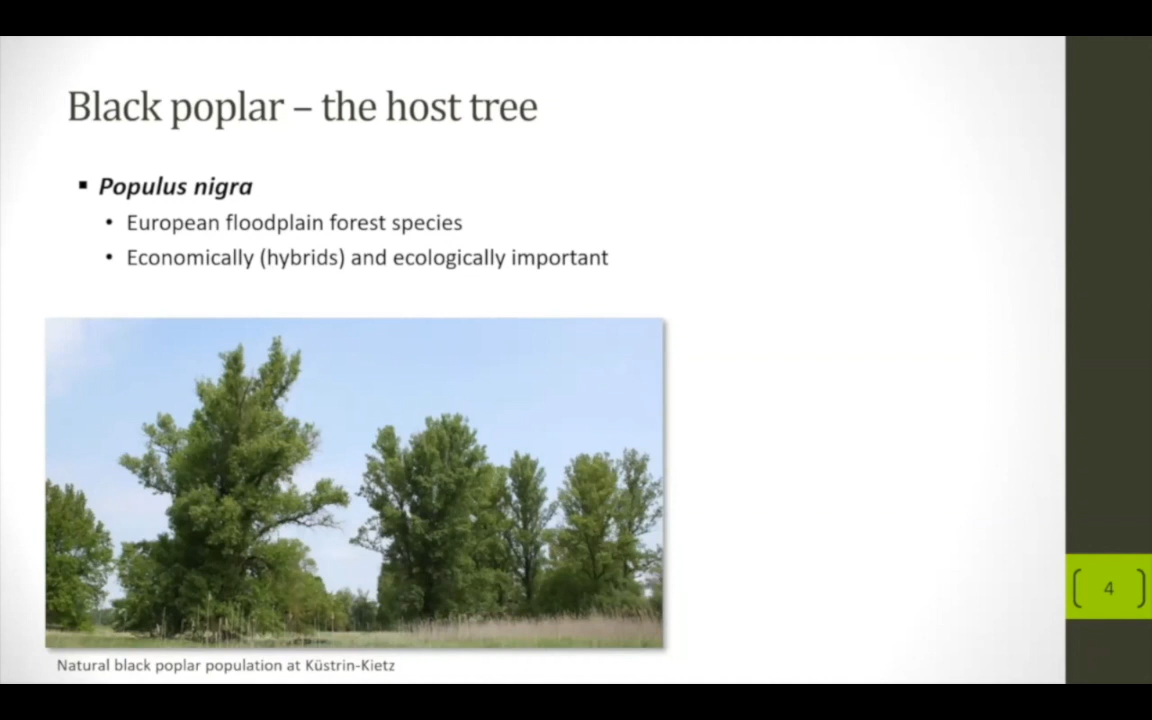 Black poplar – the host tree
▪ Populus nigra
• European floodplain forest species
• Economically (hybrids) and ecologically important
Natural black poplar population at Küstrin-Kietz
4